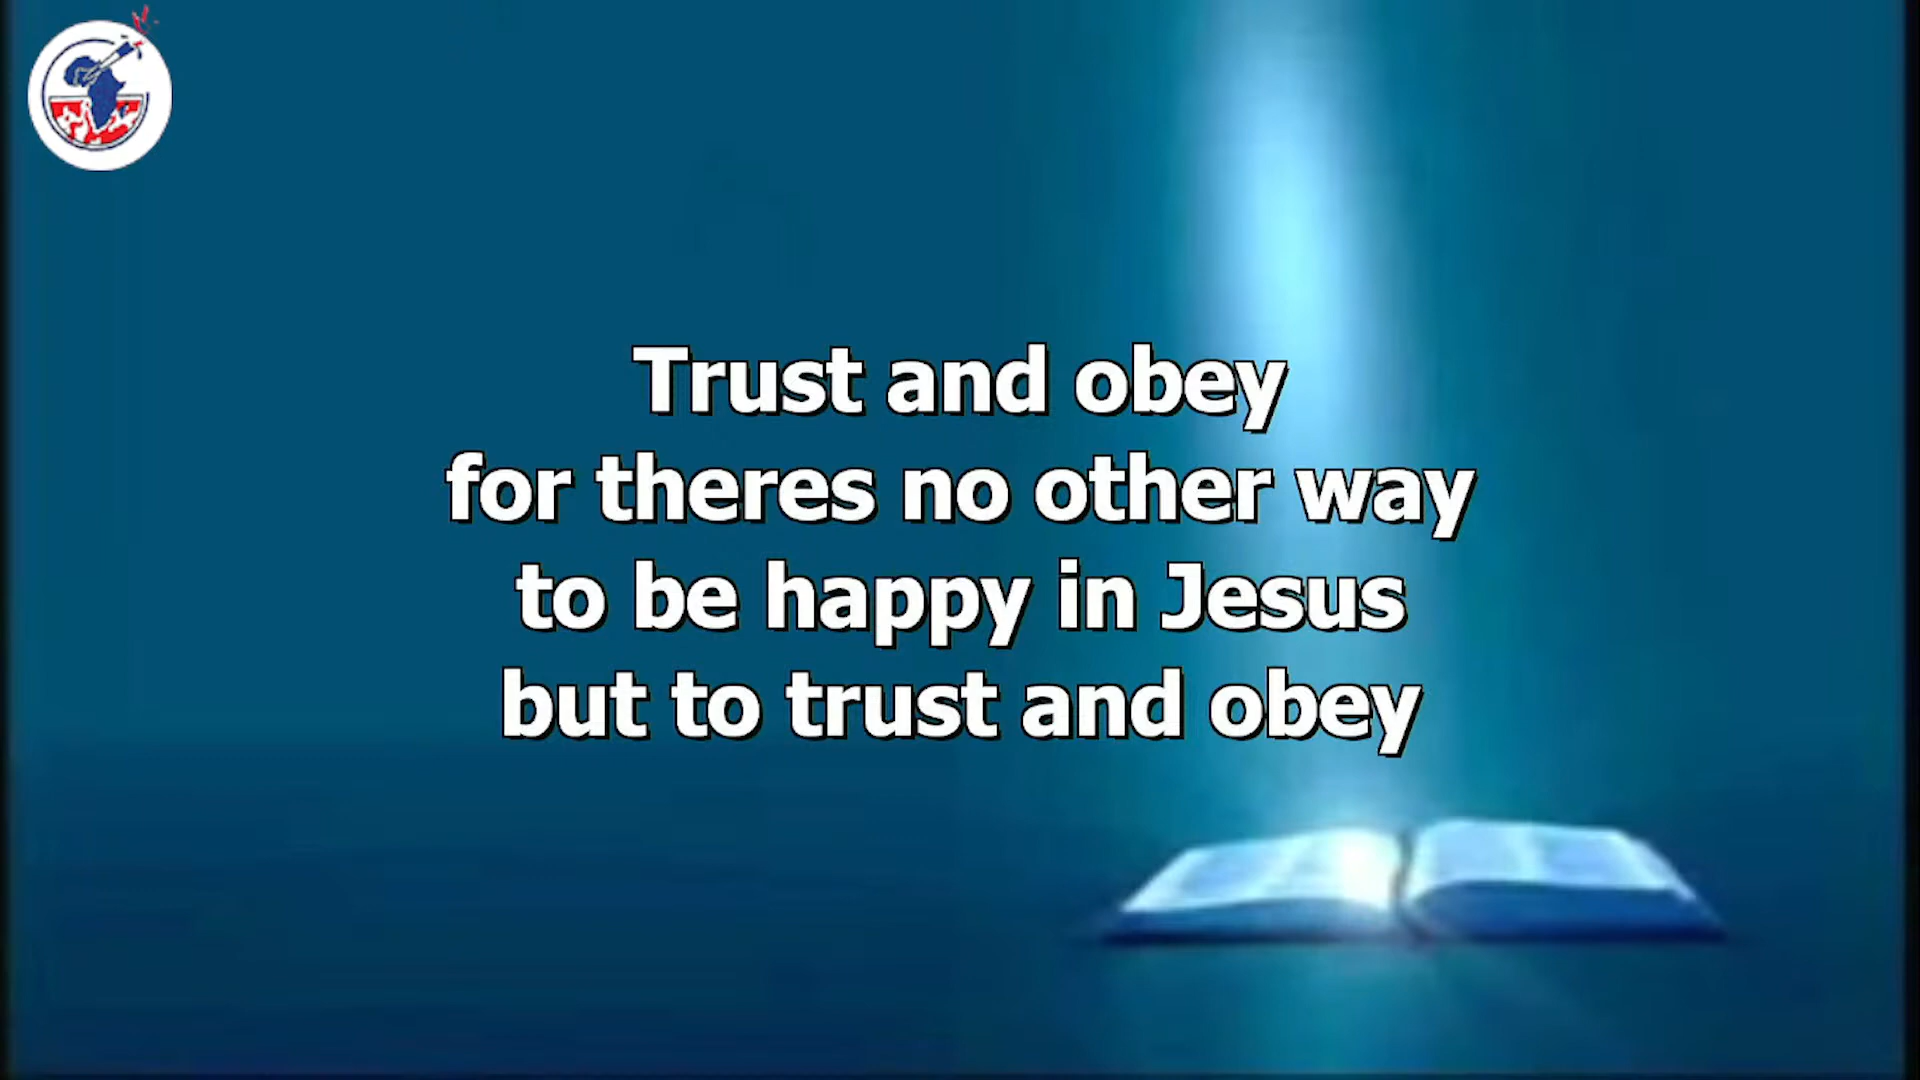 Trust and obey
for theres no other way
to be happy in Jesus
but to trust and obey